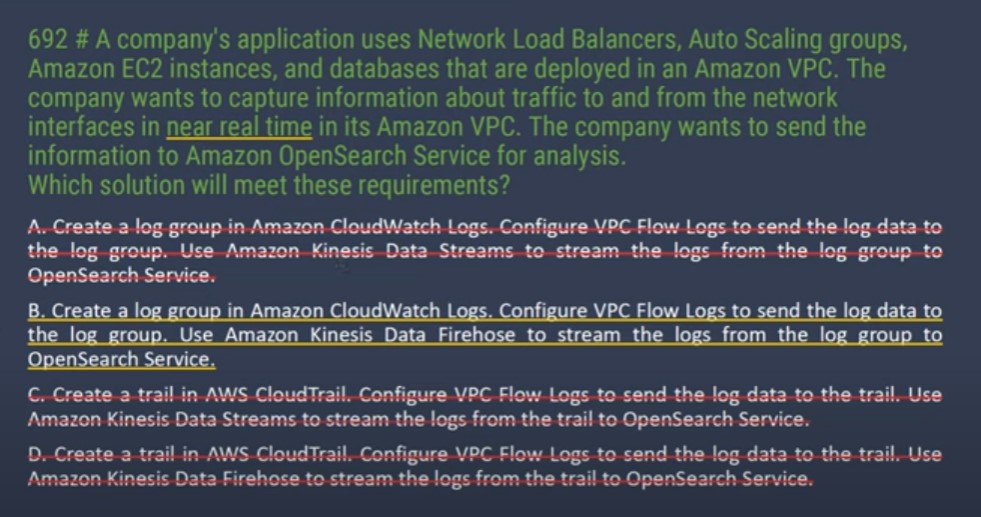 692 # A company's application uses Network Load Balancers, Auto Scaling groups,
Amazon EC2 instances, and databases that are deployed in an Amazon VPC. The
company wants to capture information about traffic to and from the network
interfaces in near real time in its Amazon VPC. The company wants to send the
information to Amazon OpenSearch Service for analysis.
Which solution will meet these requirements?
A. Create a log group in Amazon CloudWatch Logs. Configure VPC Flow Logs to send the log data to
the log group. Use Amazon Kinesis Data Streams to stream the logs from the log group to
OpenSearch Service.
B. Create a log group in Amazon CloudWatch Logs. Configure VPC Flow Logs to send the log data to
the log group. Use Amazon Kinesis Data Firehose to stream the logs from the log group to
OpenSearch Service.
C. Create a trail in AWS CloudTrail. Configure VPC Flow Logs to send the log data to the trail. Use
Amazon Kinesis Data Streams to stream the logs from the trail to OpenSearch Service.
D. Create a trail in AWS CloudTrail. Configure VPC Flow Logs to send the log data to the trail. Use
Amazon Kinesis Data Firehose to stream the logs from the trail to OpenSearch Service.